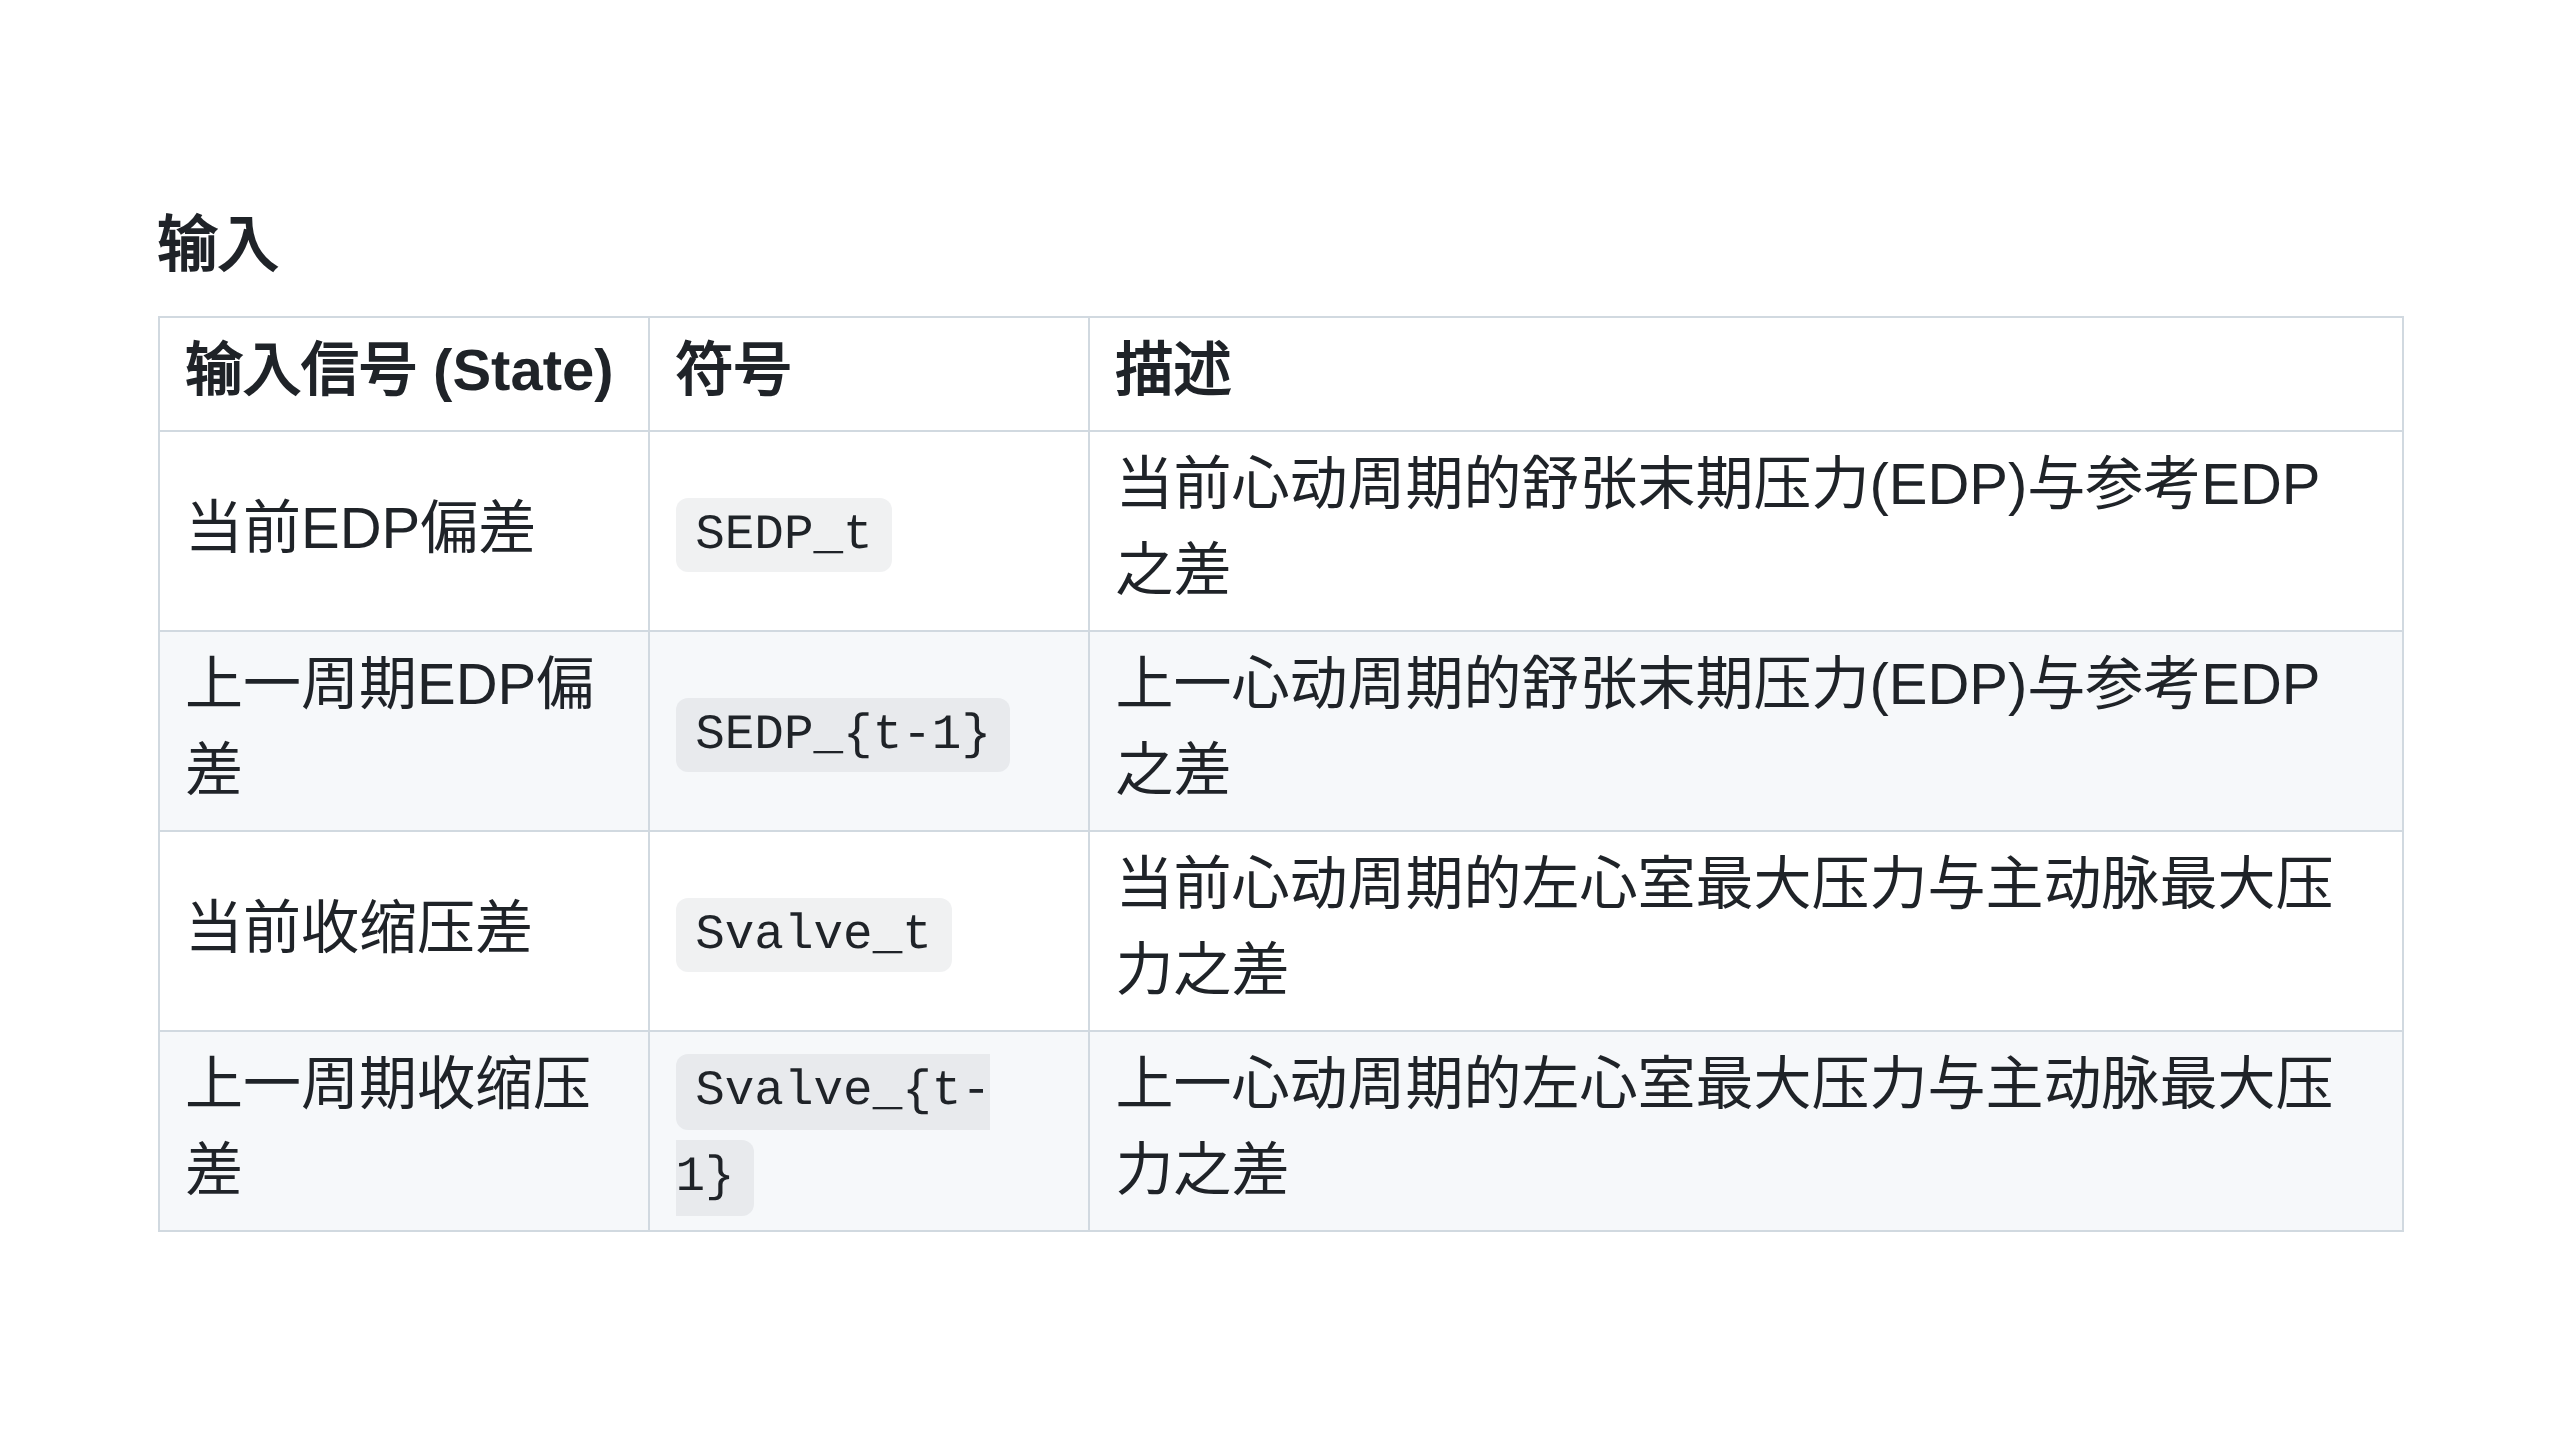 输入
输入信号 (State) 符号 描述
当前EDP偏差 SEDP_t 当前心动周期的舒张末期压力(EDP)与参考EDP
之差
上一周期EDP偏
差 SEDP_{t-1} 上一心动周期的舒张末期压力(EDP)与参考EDP
之差
当前收缩压差 Svalve_t 当前心动周期的左心室最大压力与主动脉最大压
力之差
上一周期收缩压
差 Svalve_{t-
1} 上一心动周期的左心室最大压力与主动脉最大压
力之差